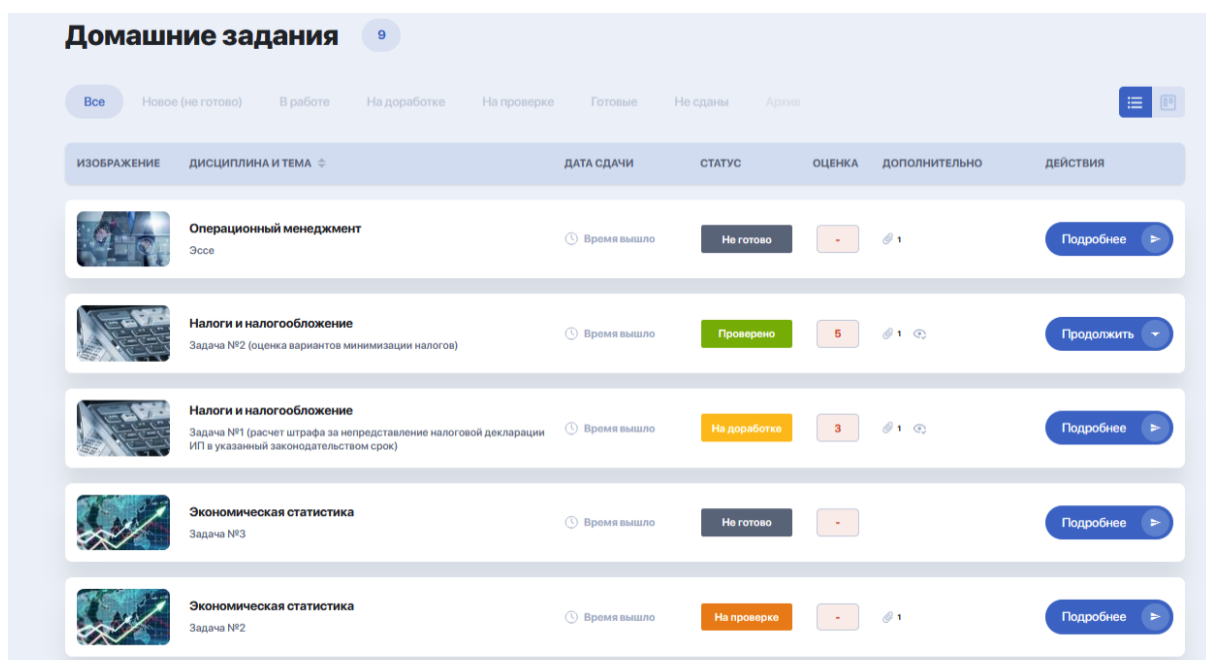 Домашние задания 9
Все Новое (не готово) В работе На доработке На проверке Готовые Не сданы Архив
ИЗОБРАЖЕНИЕ ДИСЦИПЛИНА И ТЕМА ДАТА СДАЧИ СТАТУС ОЦЕНКА ДОПОЛНИТЕЛЬНО ДЕЙСТВИЯ
Операционный менеджмент
Эссе
Время вышло Не готово - 1 Подробнее
Налоги и налогообложение
Задача №2 (оценка вариантов минимизации налогов)
Время вышло Проверено 5 1 Продолжить
Налоги и налогообложение
Задача №1 (расчет штрафа за непредставление налоговой декларации
ИП в указанный законодательством срок)
Время вышло На доработке 3 1 Подробнее
Экономическая статистика
Задача №3
Время вышло Не готово - Подробнее
Экономическая статистика
Задача №2
Время вышло На проверке - 1 Подробнее